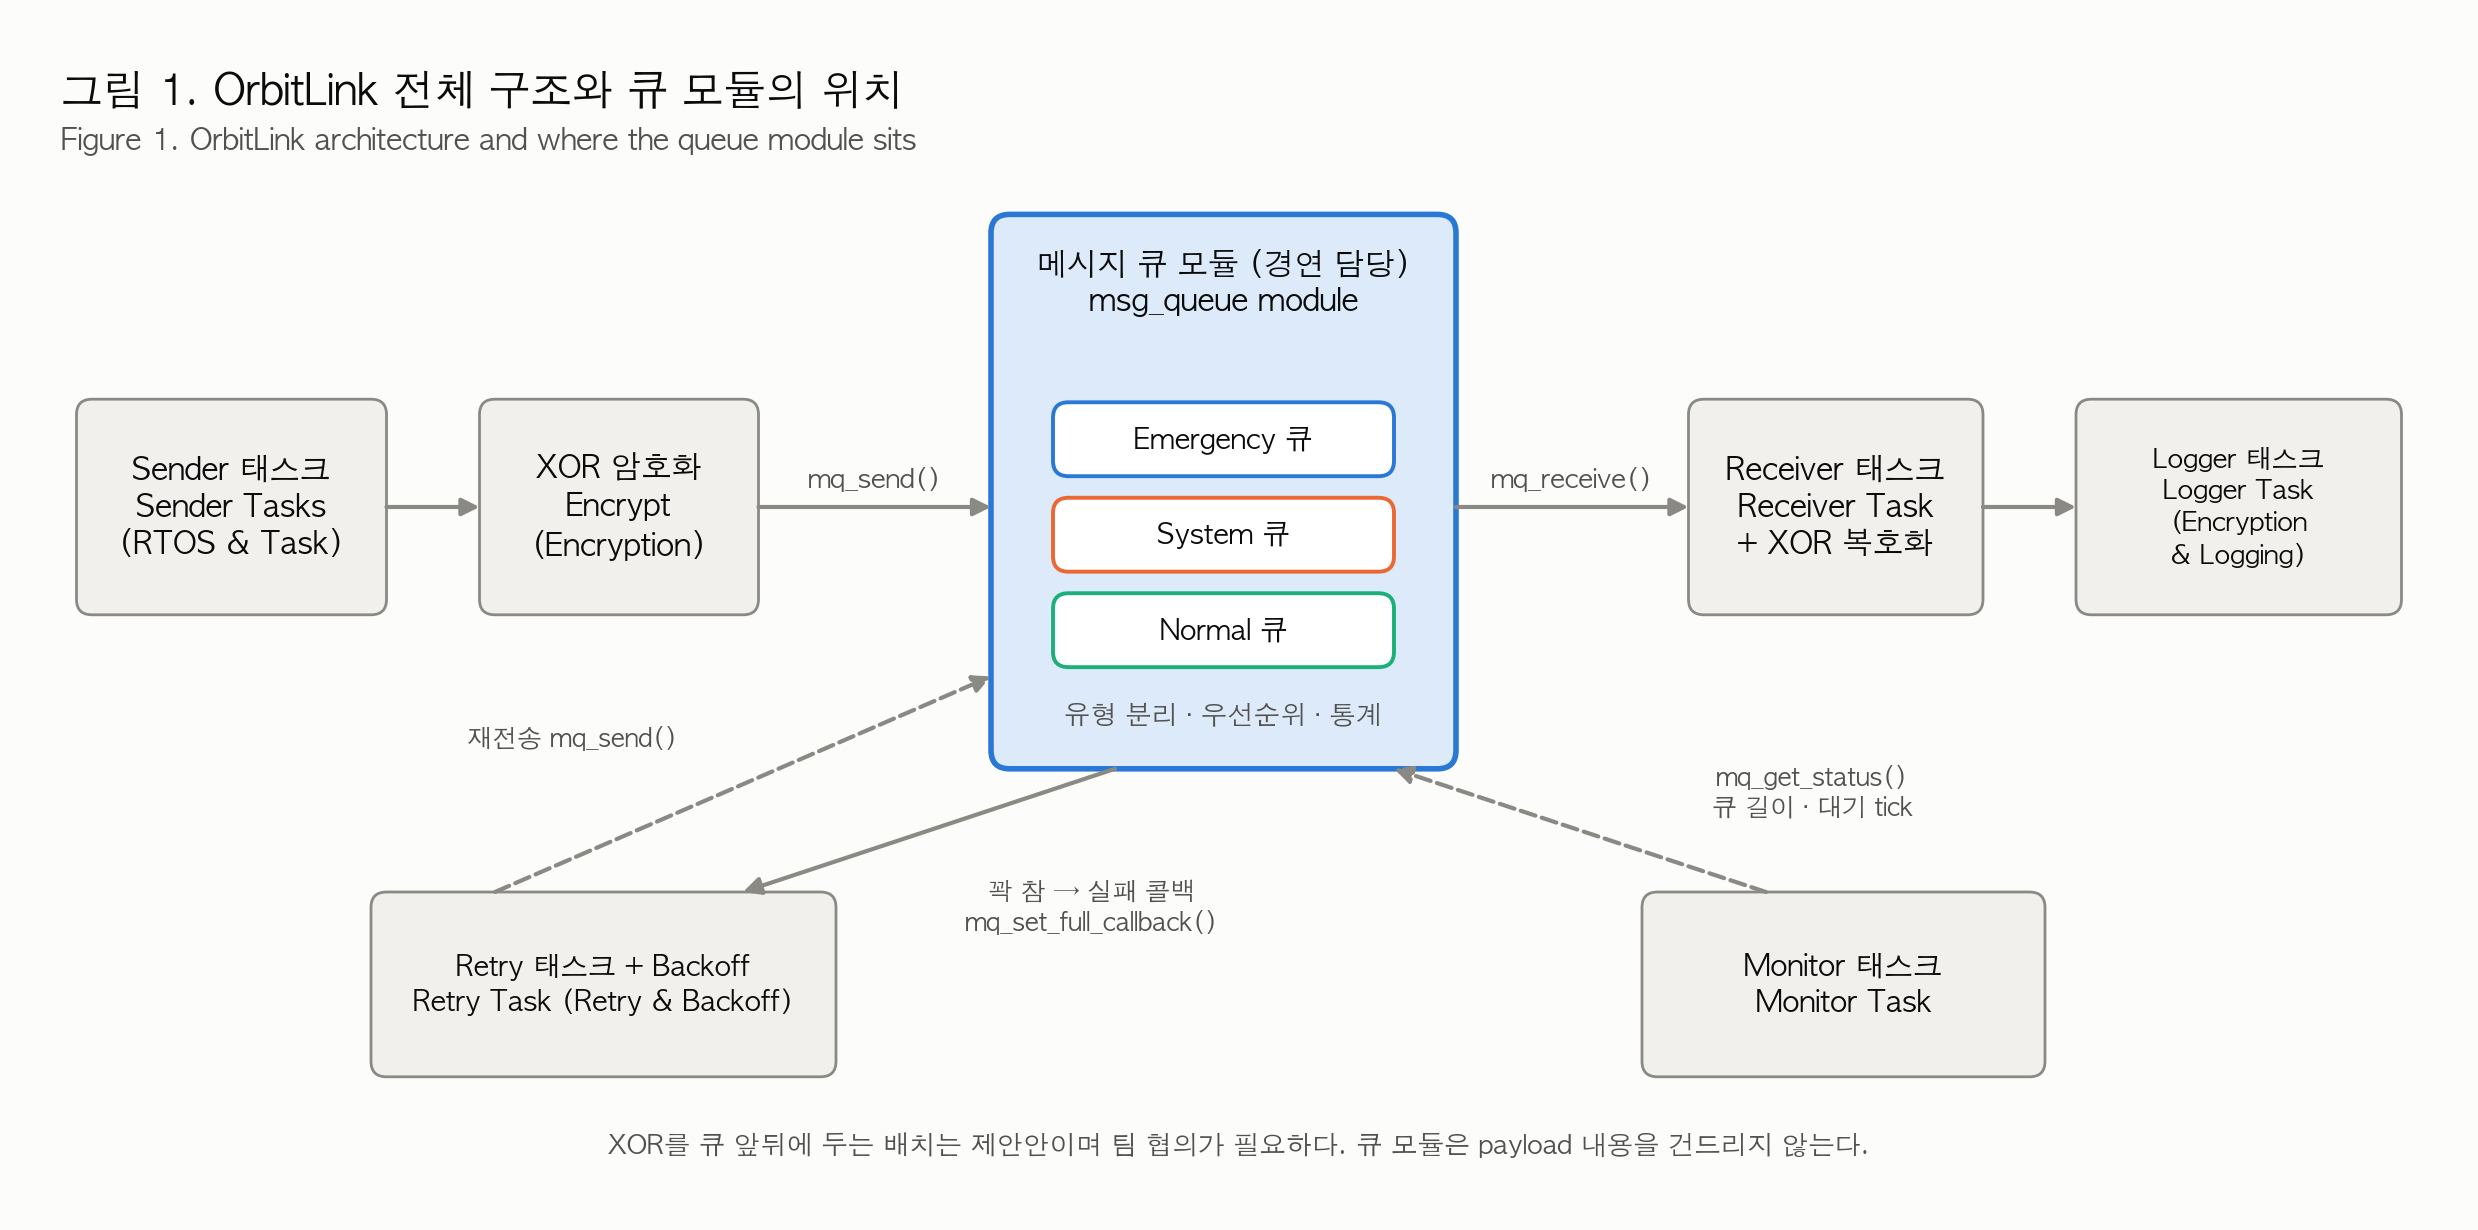 그림 1. OrbitLink 전체 구조와 큐 모듈의 위치
Figure 1. OrbitLink architecture and where the queue module sits
메시지 큐 모듈 (경연 담당)
msg_queue module
Emergency 큐
System 큐
Normal 큐
유형 분리 · 우선순위 · 통계
Sender 태스크
Sender Tasks
(RTOS & Task)
XOR 암호화
Encrypt
(Encryption)
mq_send()
mq_receive()
Receiver 태스크
Receiver Task
+ XOR 복호화
Logger 태스크
Logger Task
(Encryption
& Logging)
재전송 mq_send()
mq_get_status()
큐 길이 · 대기 tick
꽉 참 → 실패 콜백
mq_set_full_callback()
Retry 태스크 + Backoff
Retry Task (Retry & Backoff)
Monitor 태스크
Monitor Task
XOR를 큐 앞뒤에 두는 배치는 제안안이며 팀 협의가 필요하다. 큐 모듈은 payload 내용을 건드리지 않는다.